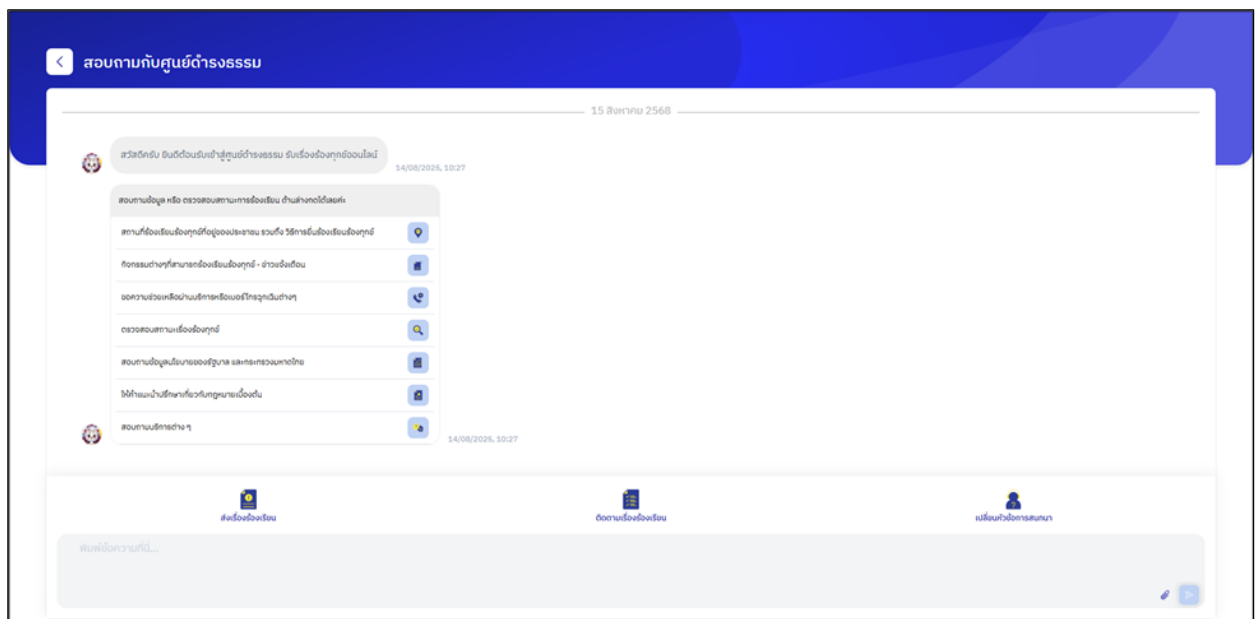 สอบถามกับศูนย์ดำรงธรรม
15 สิงหาคม 2568
สวัสดีครับ ยินดีต้อนรับเข้าสู่ศูนย์ดำรงธรรม รับเรื่องร้องทุกข์ออนไลน์
14/08/2025, 10:27
สอบถามข้อมูล หรือ ตรวจสอบสถานะการร้องเรียน ด้านล่างกดได้เลยค่ะ
สถานที่ร้องเรียนร้องทุกข์ที่อยู่ของประชาชน รวมถึง วิธีการยื่นร้องเรียนร้องทุกข์
กิจกรรมต่างๆที่สามารถร้องเรียนร้องทุกข์ - ข่าวแจ้งเตือน
ขอความช่วยเหลือผ่านบริการหรือเบอร์โทรฉุกเฉินต่างๆ
ตรวจสอบสถานะเรื่องร้องทุกข์
สอบถามข้อมูลนโยบายของรัฐบาล และกระทรวงมหาดไทย
ให้คำแนะนำปรึกษาเกี่ยวกับกฎหมายเบื้องต้น
สอบถามบริการต่าง ๆ
14/08/2025, 10:27
ส่งเรื่องร้องเรียน
ติดตามเรื่องร้องเรียน
เปลี่ยนหัวข้อการสนทนา
พิมพ์ข้อความที่นี่...